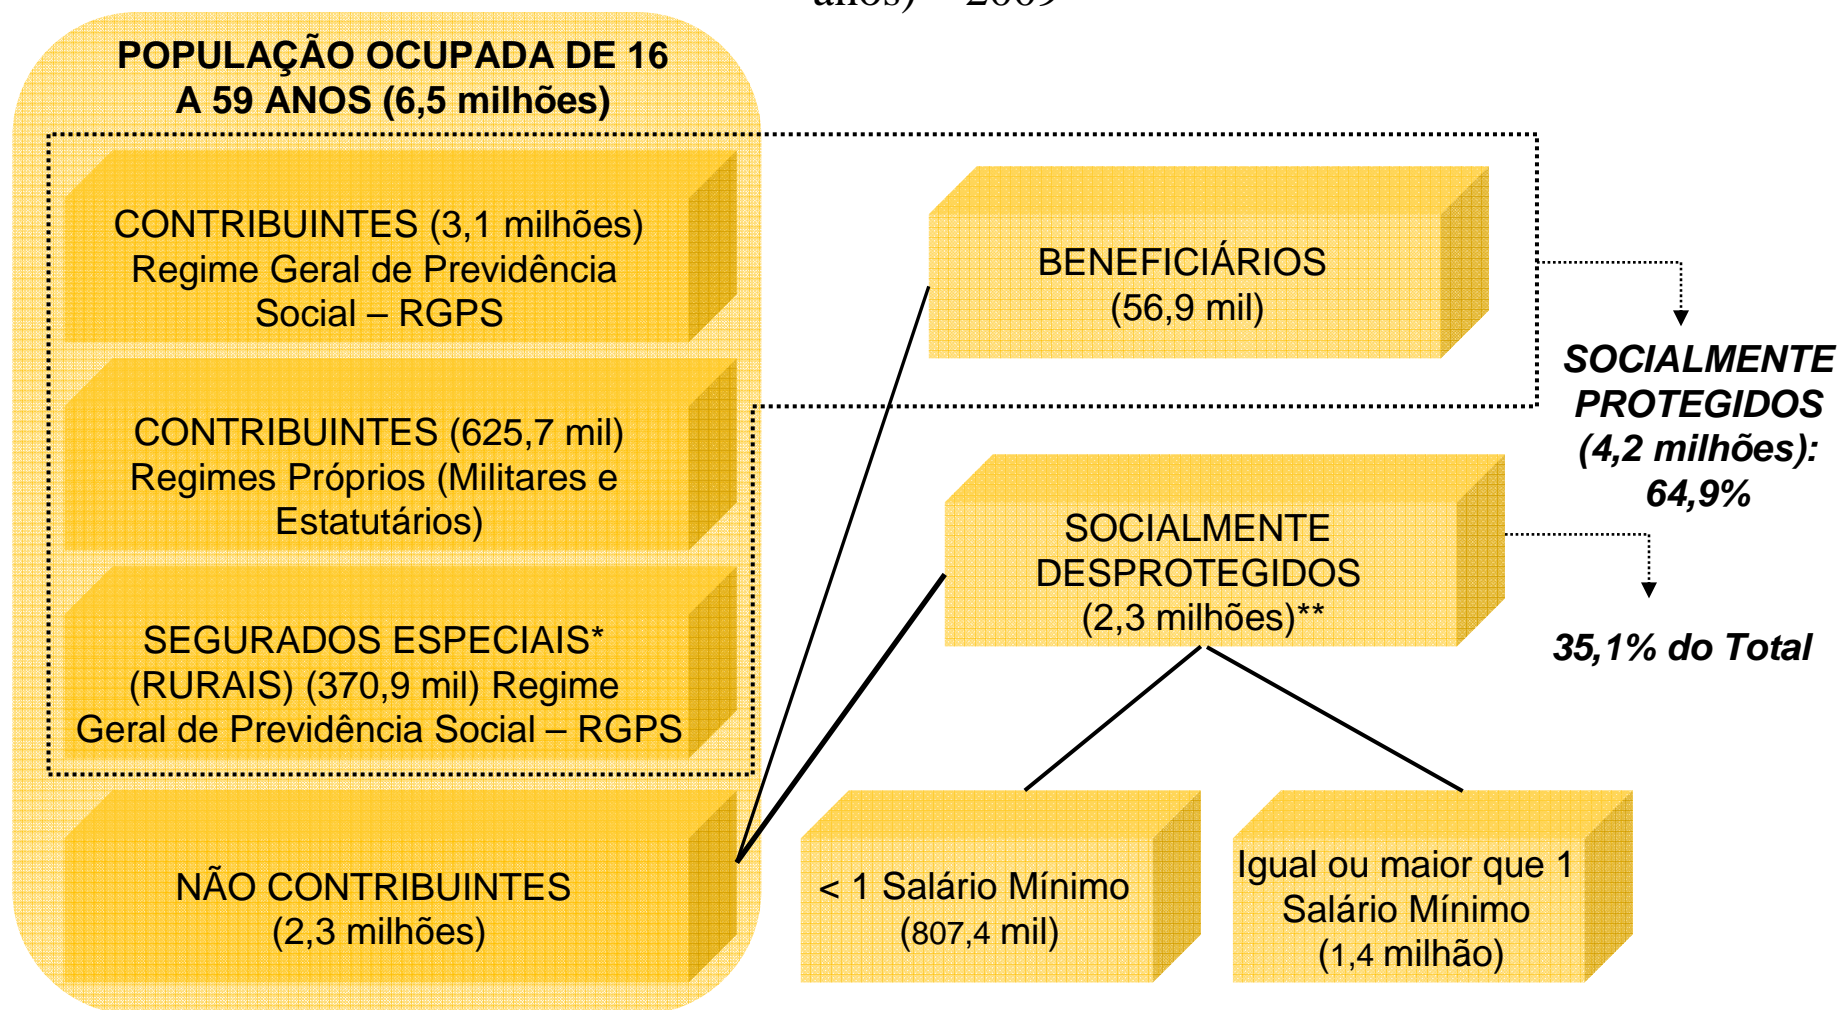 anos) – 2009
POPULAÇÃO OCUPADA DE 16
A 59 ANOS (6,5 milhões)
CONTRIBUINTES (3,1 milhões)
Regime Geral de Previdência
Social – RGPS
CONTRIBUINTES (625,7 mil)
Regimes Próprios (Militares e
Estatutários)
SEGURADOS ESPECIAIS*
(RURAIS) (370,9 mil) Regime
Geral de Previdência Social – RGPS
NÃO CONTRIBUINTES
(2,3 milhões)
BENEFICIÁRIOS
(56,9 mil)
SOCIALMENTE
DESPROTEGIDOS
(2,3 milhões)**
< 1 Salário Mínimo
(807,4 mil)
Igual ou maior que 1
Salário Mínimo
(1,4 milhão)
SOCIALMENTE
PROTEGIDOS
(4,2 milhões):
64,9%
35,1% do Total